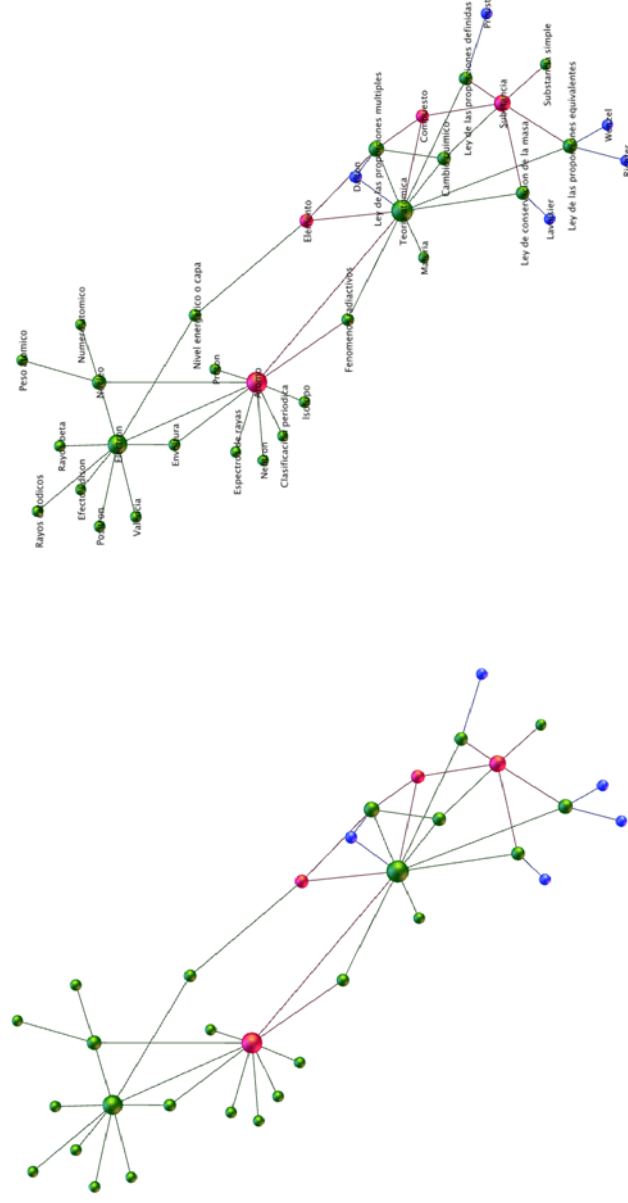 Peso atomico
Numero atomico
Nucleo
Rayos beta
Rayos catodicos
Efecto Edison
Electron
Positron
Valencia
Envoltura
Nivel energetico o capa
Proton
Atomo
Espectros de rayas
Neutron
Clasificacion periodica
Isotopo
Fenomenos radiactivos
Elemento
Dalton
Ley de las proporciones multiples
Compuesto
Cambio quimico
Teoria atomica
Materia
Ley de las proporciones definidas
Proust
Substancia
Substancia simple
Ley de conservacion de la masa
Lavoisier
Ley de las proporciones equivalentes
Wenzel